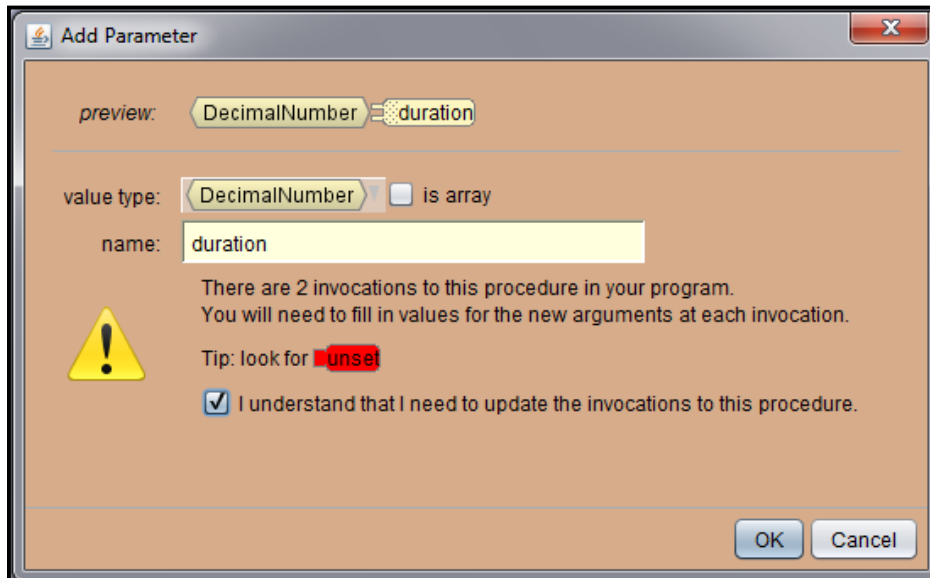 Add Parameter
preview: DecimalNumber duration
value type: DecimalNumber is array
name: duration
There are 2 invocations to this procedure in your program.
You will need to fill in values for the new arguments at each invocation.
Tip: look for unset
I understand that I need to update the invocations to this procedure.
OK Cancel